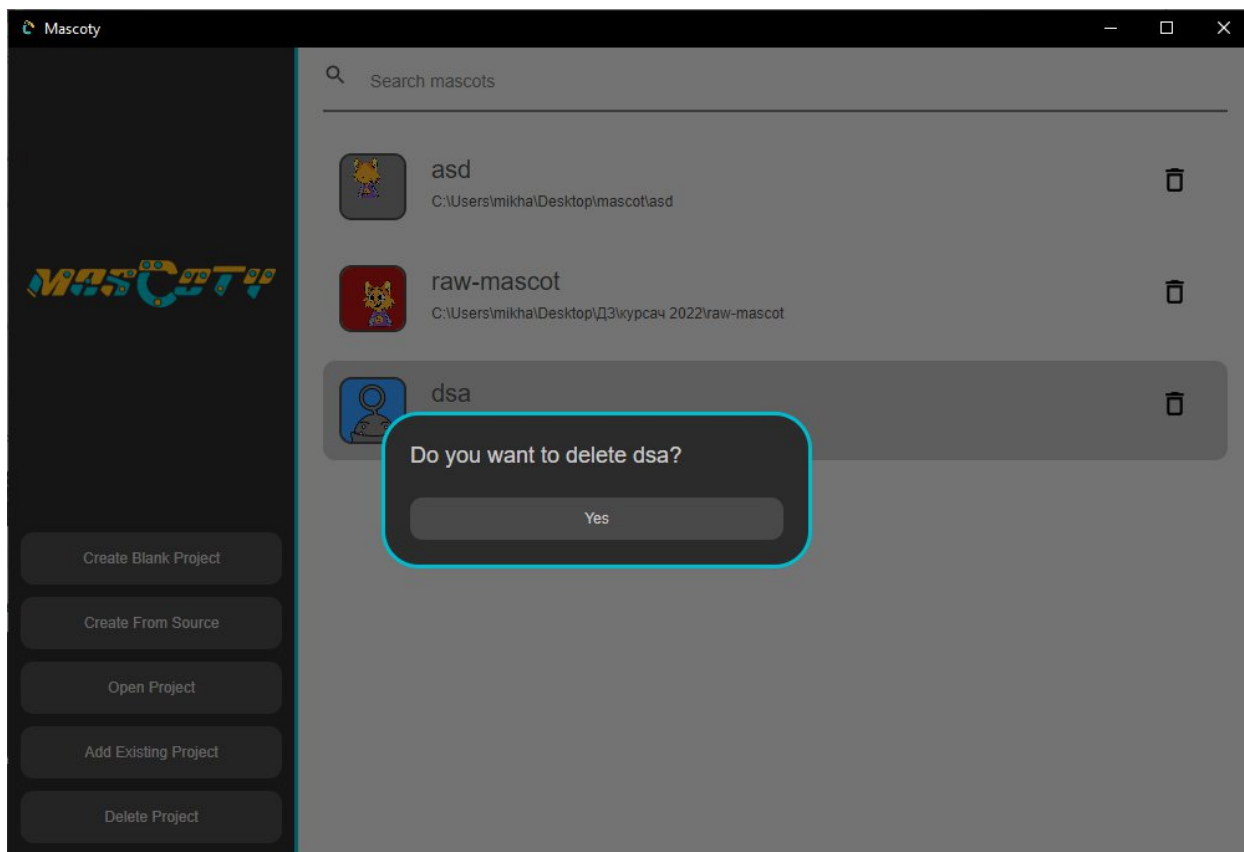 Mascoty
Search mascots
asd
C:\Users\mikha\Desktop\mascot\asd
raw-mascot
C:\Users\mikha\Desktop\ДЗ\курсач 2022\raw-mascot
dsa
MASCOTY
Do you want to delete dsa?
Yes
Create Blank Project
Create From Source
Open Project
Add Existing Project
Delete Project